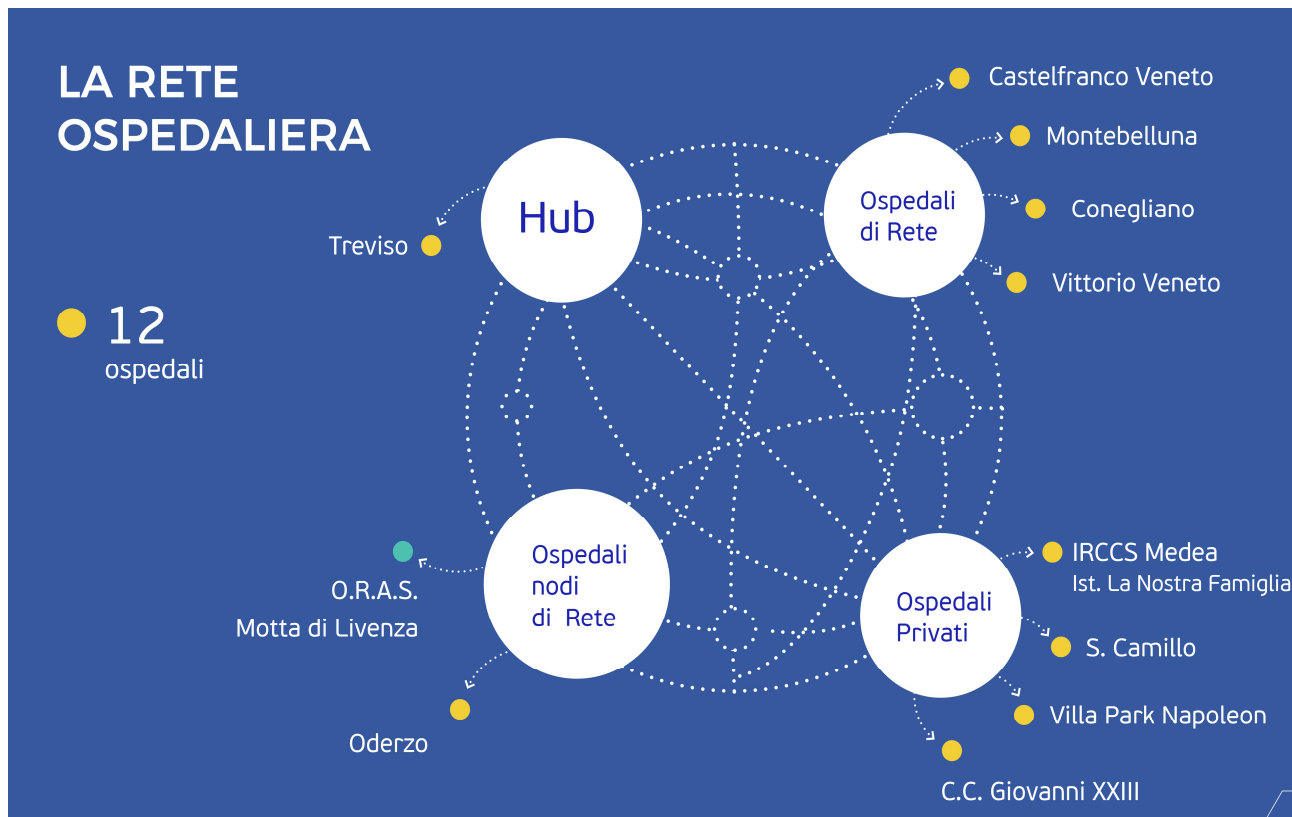 LA RETE
OSPEDALIERA
12
ospedali
Hub
Treviso
Ospedali
di Rete
Castelfranco Veneto
Montebelluna
Conegliano
Vittorio Veneto
Ospedali
nodi
di Rete
O.R.A.S.
Motta di Livenza
Oderzo
Ospedali
Privati
IRCCS Medea
Ist. La Nostra Famiglia
S. Camillo
Villa Park Napoleon
C.C. Giovanni XXIII